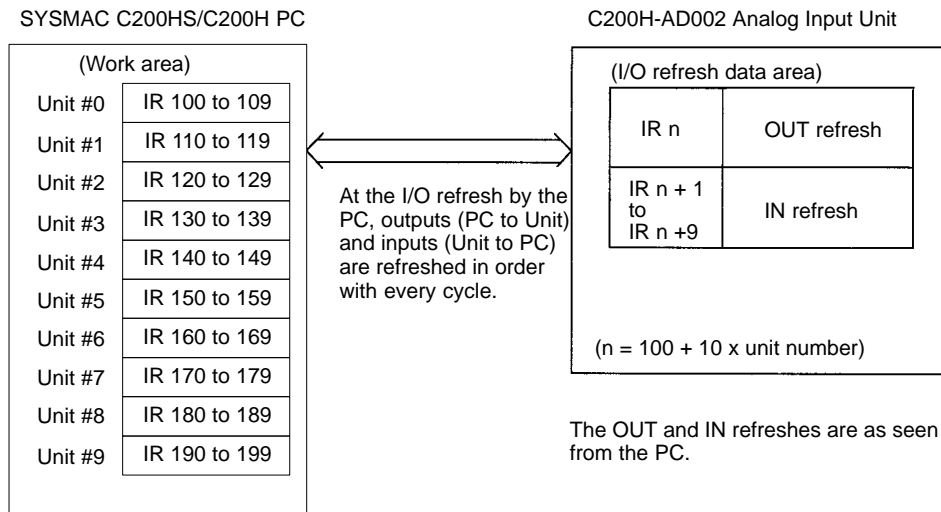 SYSMAC C200HS/C200H PC
(Work area)
Unit #0 IR 100 to 109
Unit #1 IR 110 to 119
Unit #2 IR 120 to 129
Unit #3 IR 130 to 139
Unit #4 IR 140 to 149
Unit #5 IR 150 to 159
Unit #6 IR 160 to 169
Unit #7 IR 170 to 179
Unit #8 IR 180 to 189
Unit #9 IR 190 to 199
At the I/O refresh by the
PC, outputs (PC to Unit)
and inputs (Unit to PC)
are refreshed in order
with every cycle.
C200H-AD002 Analog Input Unit
(I/O refresh data area)
IR n OUT refresh
IR n + 1
to
IR n +9
IN refresh
(n = 100 + 10 x unit number)
The OUT and IN refreshes are as seen
from the PC.